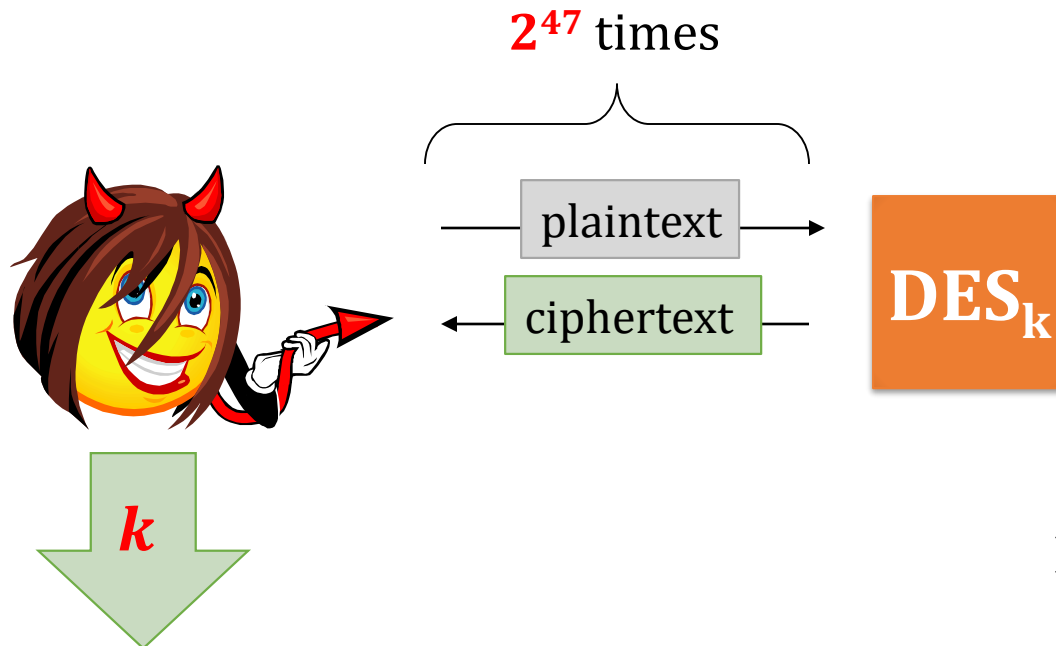 2⁴⁷ times
plaintext
ciphertext
DESₖ
k